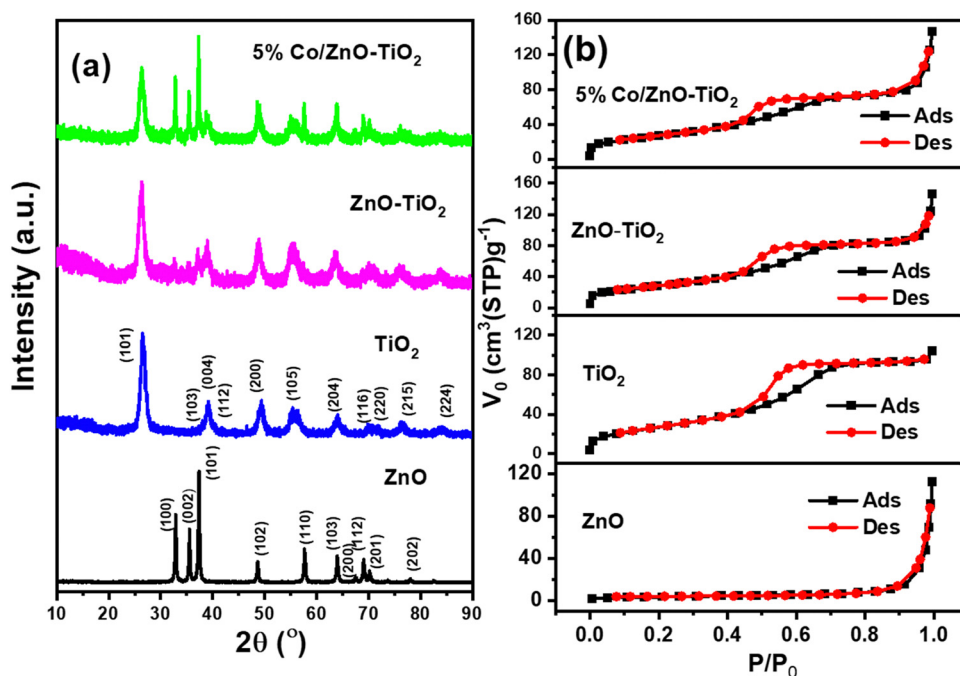 (a)
5% Co/ZnO-TiO₂
ZnO-TiO₂
TiO₂
(101)
(103)
(004)
(112)
(200)
(105)
(204)
(116)
(220)
(215)
(224)
ZnO
(100)
(002)
(101)
(102)
(110)
(103)
(200)
(112)
(201)
(202)
Intensity (a.u.)
10 20 30 40 50 60 70 80 90
2θ (°)
(b)
160
120
80
40
0
5% Co/ZnO-TiO₂
Ads
Des
160
120
80
40
0
ZnO-TiO₂
Ads
Des
120
80
40
0
TiO₂
Ads
Des
120
80
40
0
ZnO
Ads
Des
V₀ (cm³(STP)g⁻¹)
0.0 0.2 0.4 0.6 0.8 1.0
P/P₀